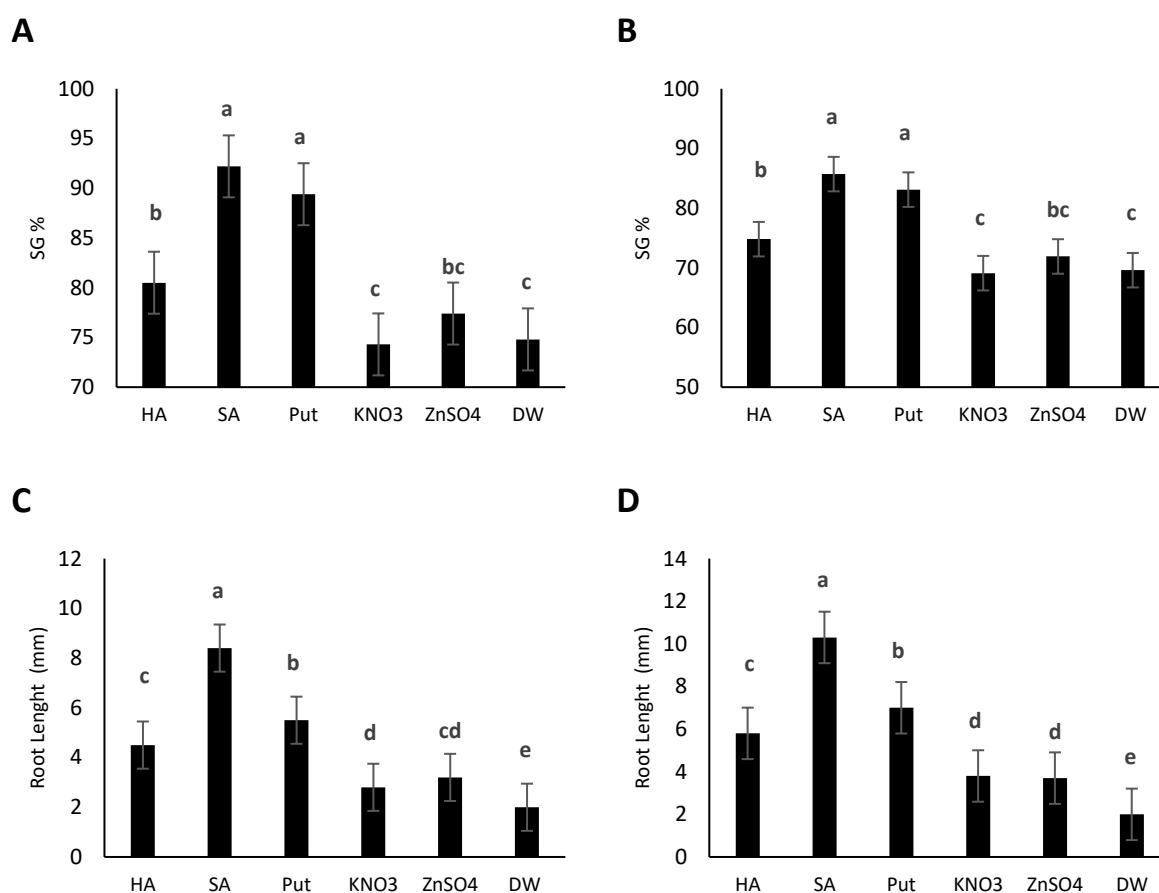 A
100
95
90
85
80
75
70
SG %
b
a
a
c
bc
c
HA SA Put KNO3 ZnSO4 DW
B
100
90
80
70
60
50
SG %
b
a
a
c
bc
c
HA SA Put KNO3 ZnSO4 DW
C
12
10
8
6
4
2
0
Root Lenght (mm)
c
a
b
d
cd
e
HA SA Put KNO3 ZnSO4 DW
D
14
12
10
8
6
4
2
0
Root Lenght (mm)
c
a
b
d
d
e
HA SA Put KNO3 ZnSO4 DW